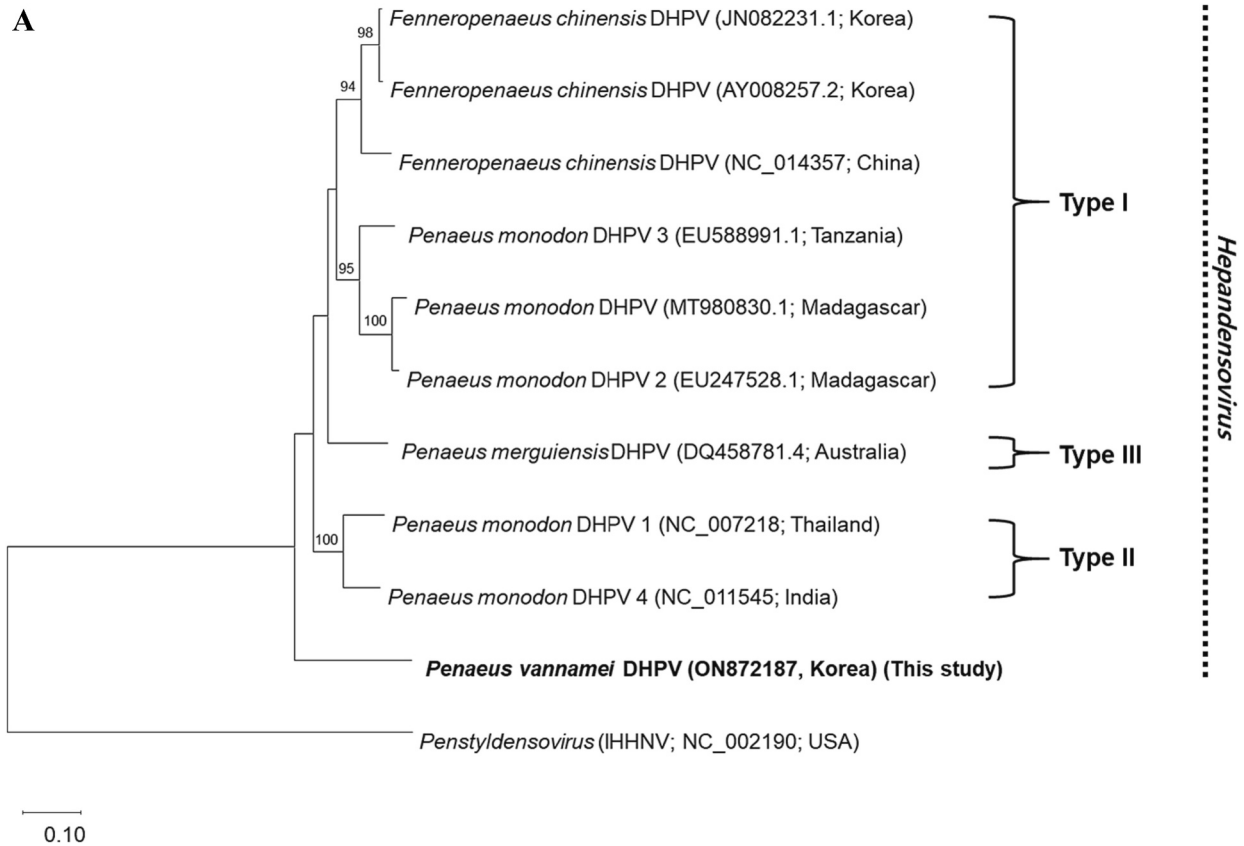 A
Fenneropenaeus chinensis DHPV (JN082231.1; Korea)
98
94
Fenneropenaeus chinensis DHPV (AY008257.2; Korea)
Fenneropenaeus chinensis DHPV (NC_014357; China)
Type I
Penaeus monodon DHPV 3 (EU588991.1; Tanzania)
95
Penaeus monodon DHPV (MT980830.1; Madagascar)
100
Penaeus monodon DHPV 2 (EU247528.1; Madagascar)
Hepandensovirus
Penaeus merguiensis DHPV (DQ458781.4; Australia)
Type III
Penaeus monodon DHPV 1 (NC_007218; Thailand)
100
Type II
Penaeus monodon DHPV 4 (NC_011545; India)
Penaeus vannamei DHPV (ON872187, Korea) (This study)
Penstyldensovirus (IHHNV; NC_002190; USA)
0.10